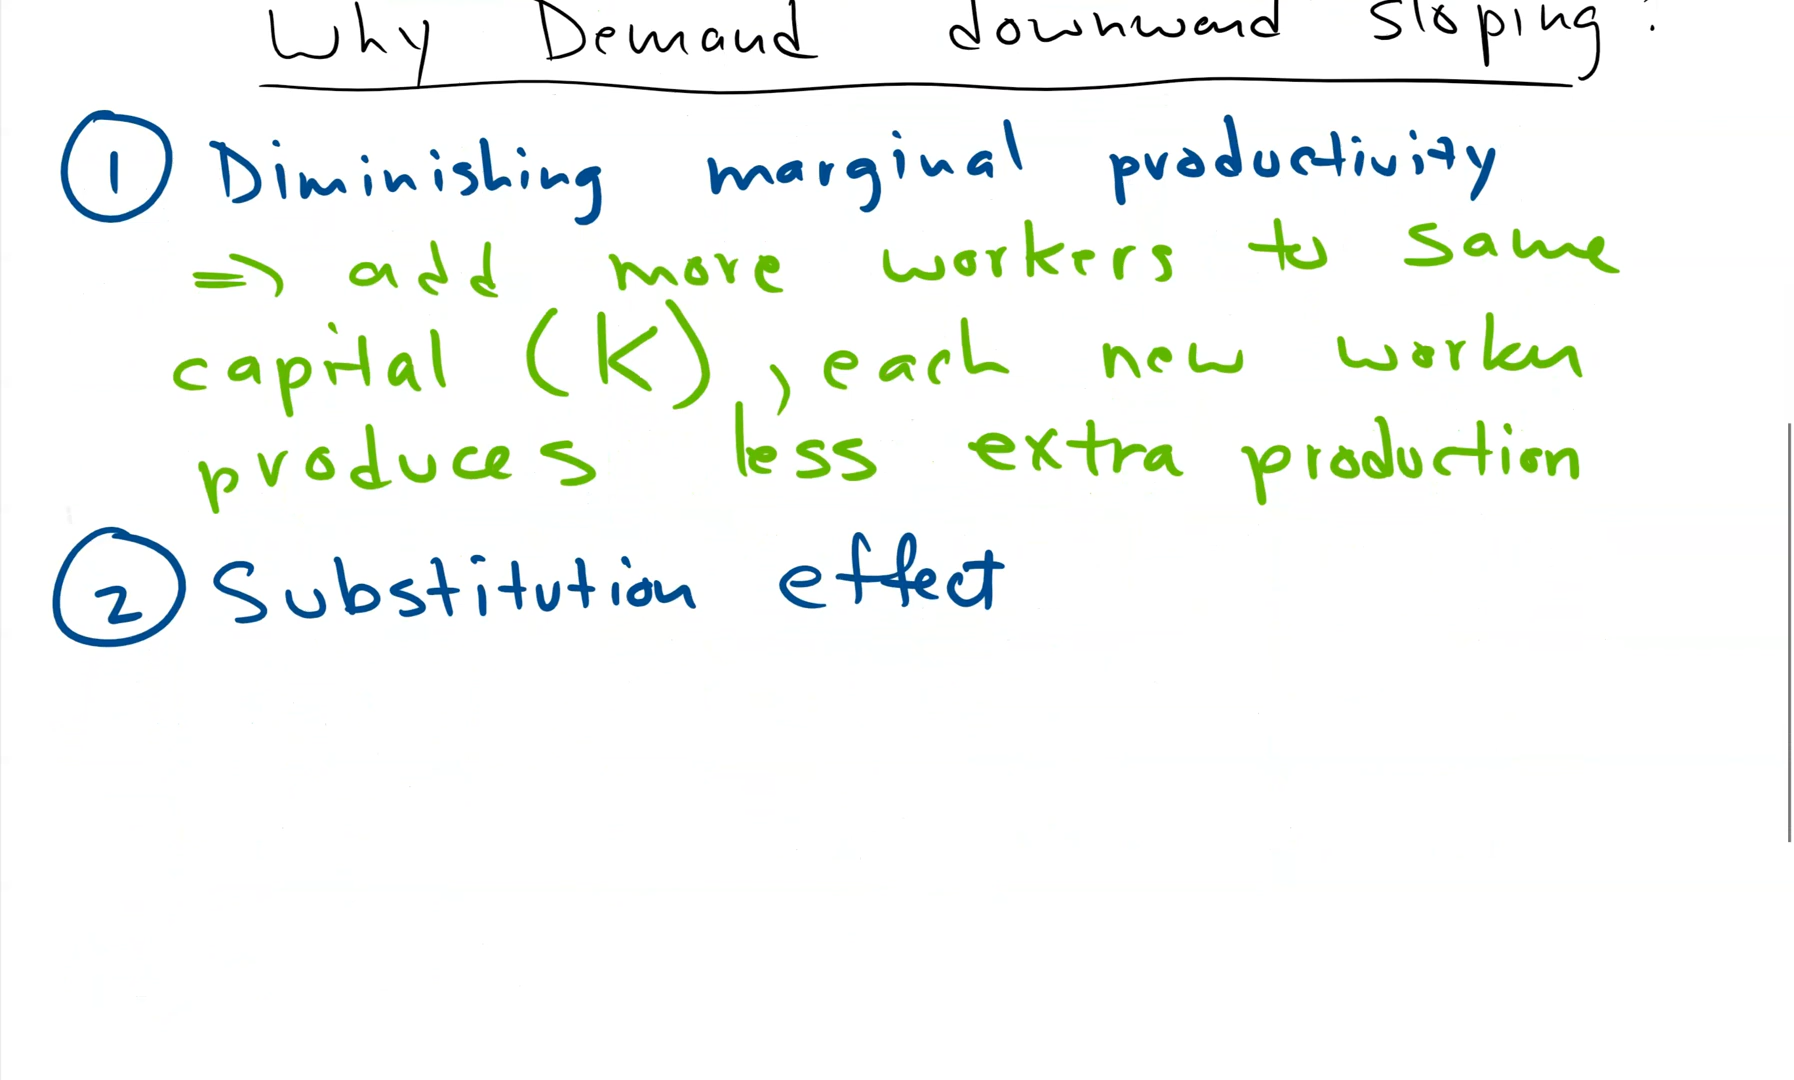 Why Demand downward sloping?
1 Diminishing marginal productivity
=> add more workers to same
capital (K), each new worker
produces less extra production
2 Substitution effect